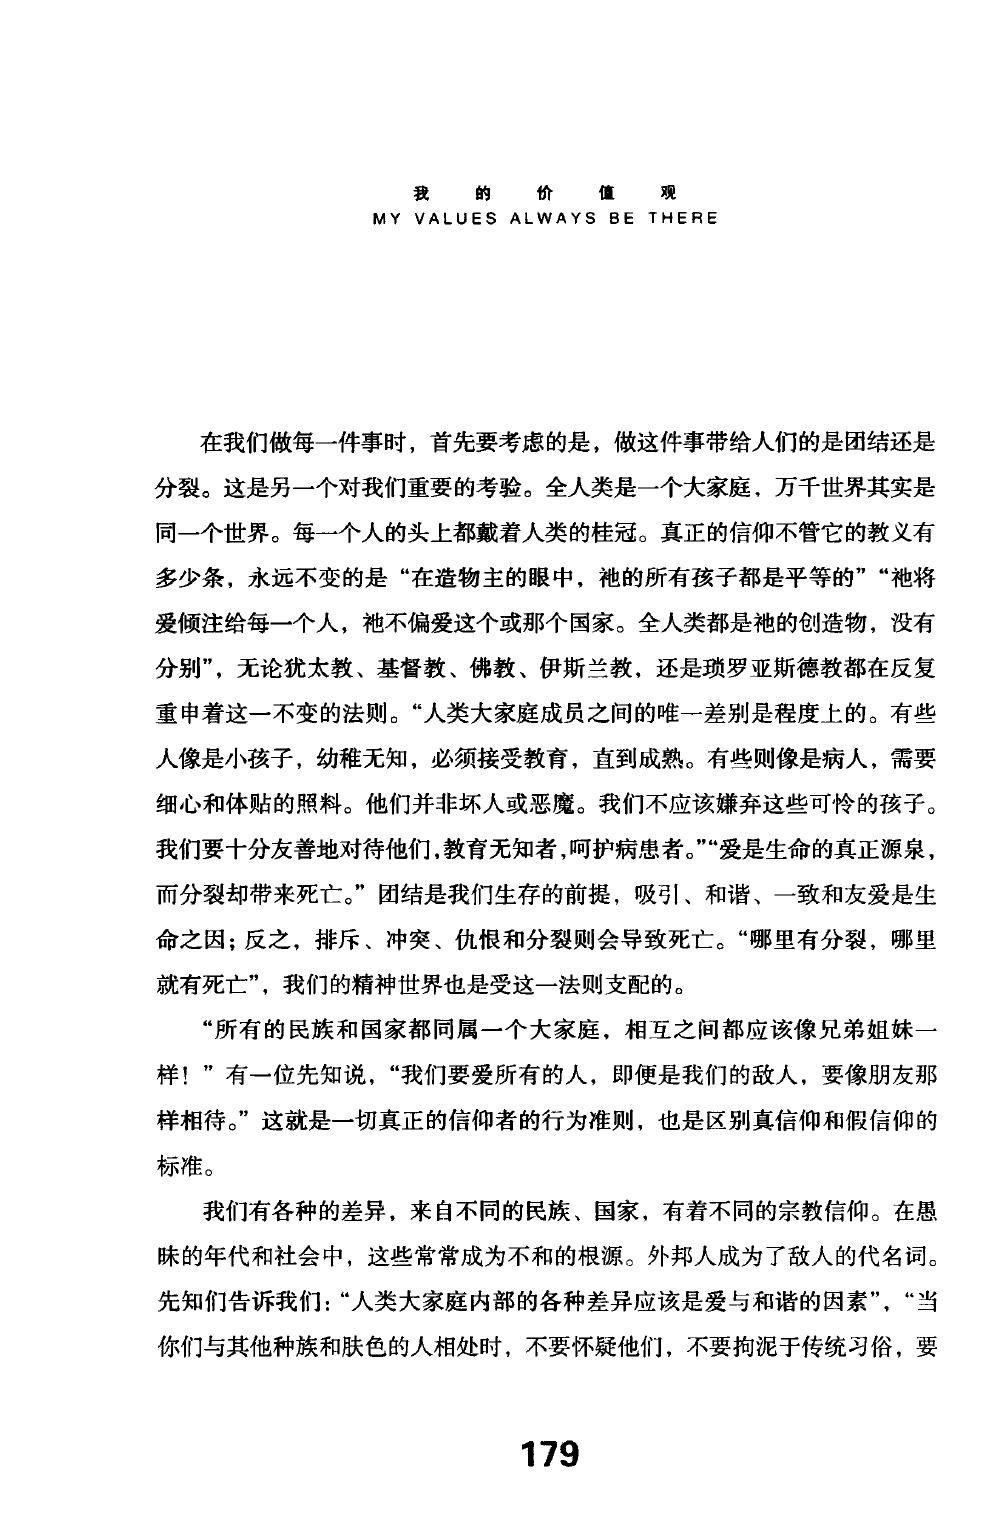 我的价值观
MY VALUES ALWAYS BE THERE
在我们做每一件事时，首先要考虑的是，做这件事带给人们的是团结还是
分裂。这是另一个对我们重要的考验。全人类是一个大家庭，万千世界其实是
同一个世界。每一个人的头上都戴着人类的桂冠。真正的信仰不管它的教义有
多少条，永远不变的是“在造物主的眼中，祂的所有孩子都是平等的”“祂将
爱倾注给每一个人，祂不偏爱这个或那个国家。全人类都是祂的创造物，没有
分别”，无论犹太教、基督教、佛教、伊斯兰教，还是琐罗亚斯德教都在反复
重申着这一不变的法则。“人类大家庭成员之间的唯一差别是程度上的。有些
人像是小孩子，幼稚无知，必须接受教育，直到成熟。有些则像是病人，需要
细心和体贴的照料。他们并非坏人或恶魔。我们不应该嫌弃这些可怜的孩子。
我们要十分友善地对待他们，教育无知者，呵护病患者。”“爱是生命的真正源泉，
而分裂却带来死亡。”团结是我们生存的前提，吸引、和谐、一致和友爱是生
命之因；反之，排斥、冲突、仇恨和分裂则会导致死亡。“哪里有分裂，哪里
就有死亡”，我们的精神世界也是受这一法则支配的。
“所有的民族和国家都同属一个大家庭，相互之间都应该像兄弟姐妹一
样！”有一位先知说，“我们要爱所有的人，即便是我们的敌人，要像朋友那
样相待。”这就是一切真正的信仰者的行为准则，也是区别真信仰和假信仰的
标准。
我们有各种的差异，来自不同的民族、国家，有着不同的宗教信仰。在愚
昧的年代和社会中，这些常常成为不和的根源。外邦人成为了敌人的代名词。
先知们告诉我们：“人类大家庭内部的各种差异应该是爱与和谐的因素”，“当
你们与其他种族和肤色的人相处时，不要怀疑他们，不要拘泥于传统习俗，要
179